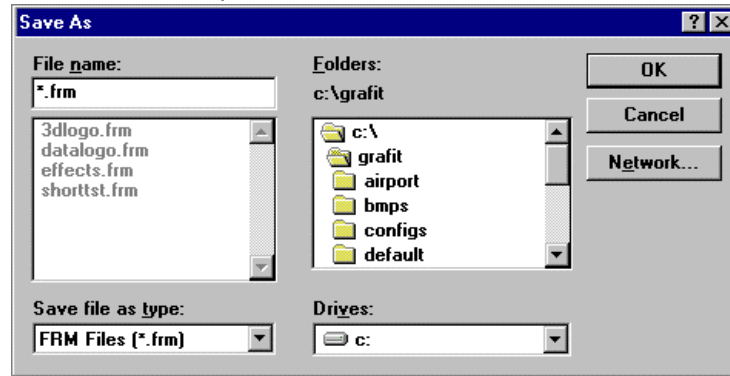 Save As
File name:
*.frm
3dlogo.frm
datalogo.frm
effects.frm
shorttst.frm
Save file as type:
FRM Files (*.frm)
Folders:
c:\grafit
c:\
grafit
airport
bmps
configs
default
Drives:
c:
OK
Cancel
Network...